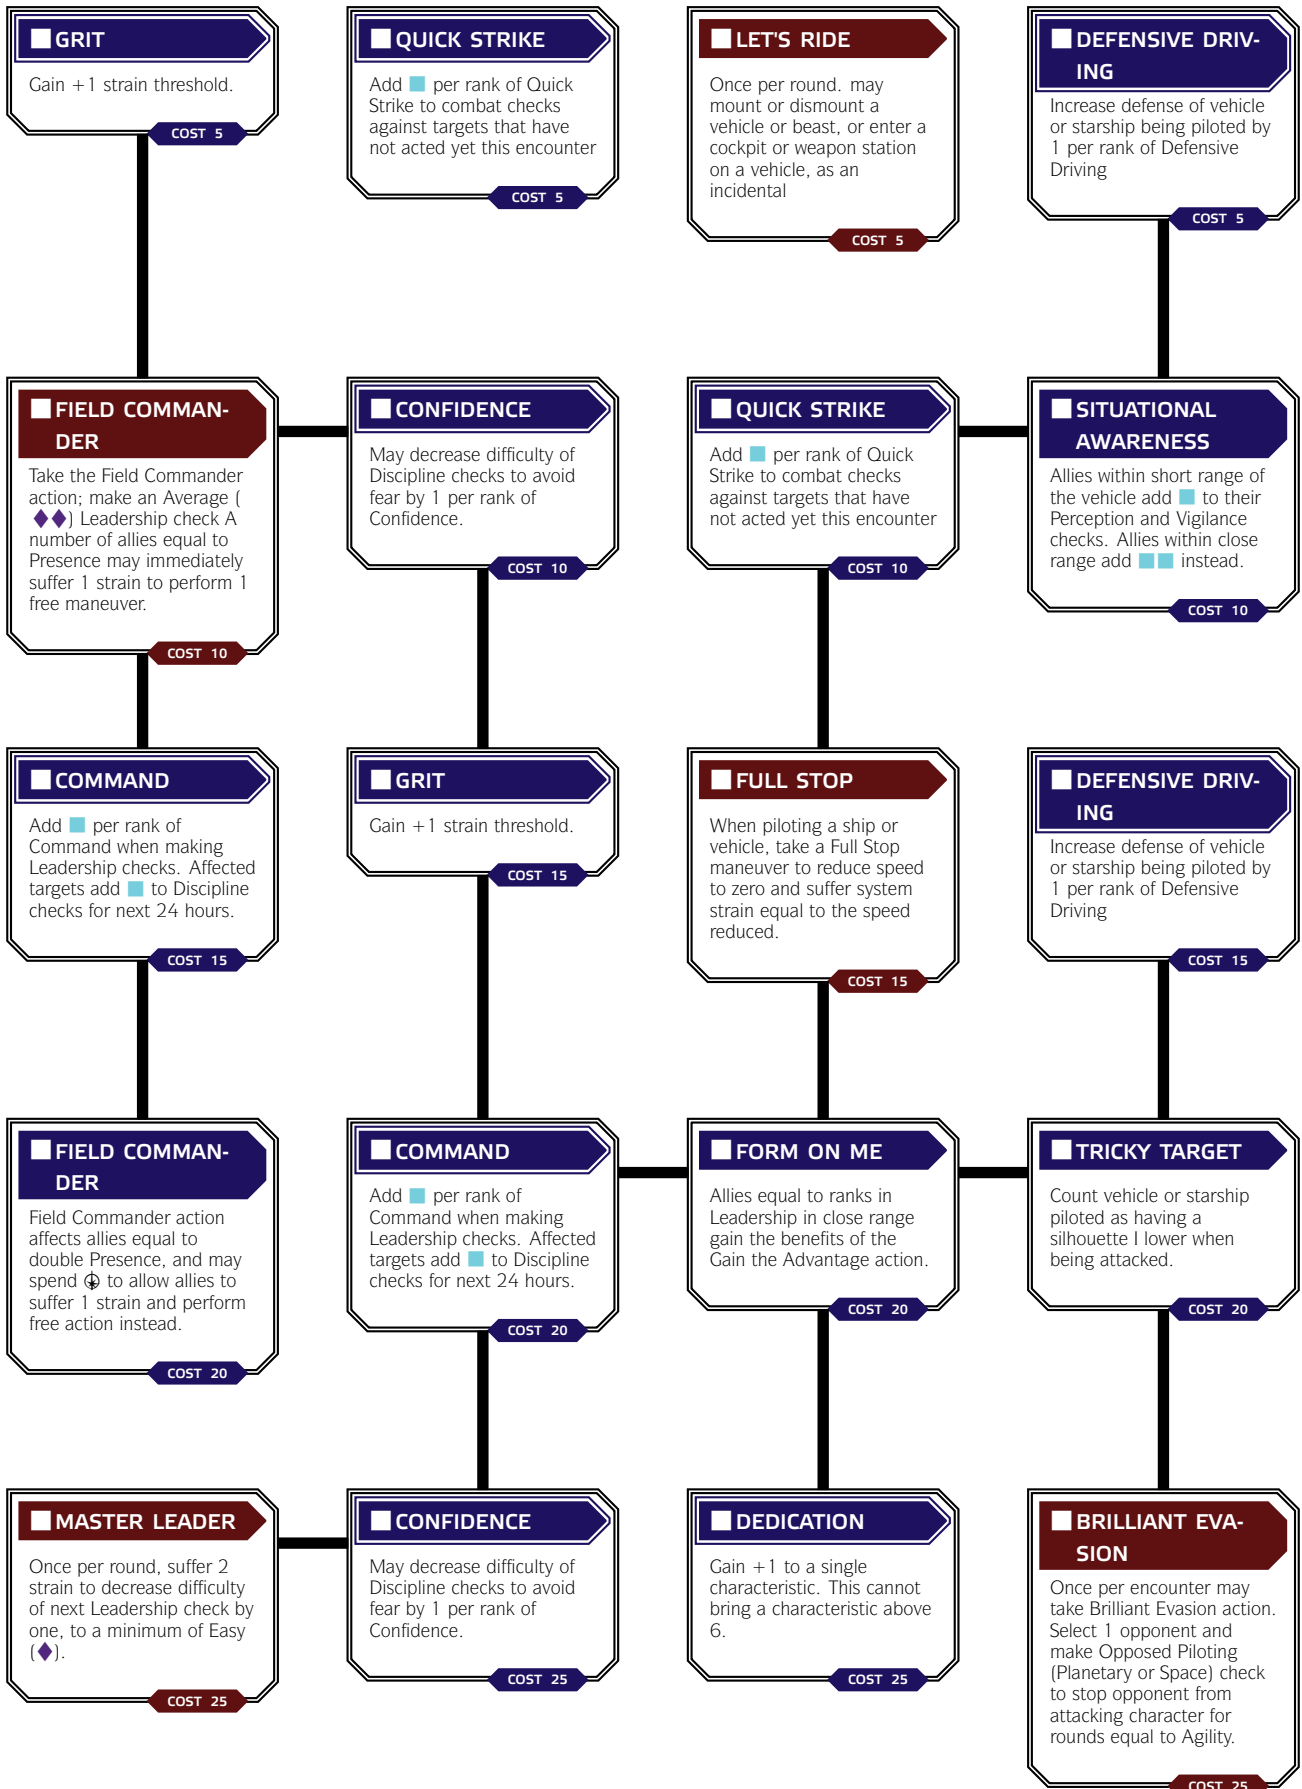 GRIT
Gain +1 strain threshold.
COST 5
QUICK STRIKE
Add per rank of Quick
Strike to combat checks
against targets that have
not acted yet this encounter
COST 5
LET'S RIDE
Once per round. may
mount or dismount a
vehicle or beast, or enter a
cockpit or weapon station
on a vehicle, as an
incidental
COST 5
DEFENSIVE DRIV-
ING
Increase defense of vehicle
or starship being piloted by
1 per rank of Defensive
Driving
COST 5
FIELD COMMAN-
DER
Take the Field Commander
action; make an Average (
) Leadership check A
number of allies equal to
Presence may immediately
suffer 1 strain to perform 1
free maneuver.
COST 10
CONFIDENCE
May decrease difficulty of
Discipline checks to avoid
fear by 1 per rank of
Confidence.
COST 10
QUICK STRIKE
Add per rank of Quick
Strike to combat checks
against targets that have
not acted yet this encounter
COST 10
SITUATIONAL
AWARENESS
Allies within short range of
the vehicle add to their
Perception and Vigilance
checks. Allies within close
range add instead.
COST 10
COMMAND
Add per rank of
Command when making
Leadership checks. Affected
targets add to Discipline
checks for next 24 hours.
COST 15
GRIT
Gain +1 strain threshold.
COST 15
FULL STOP
When piloting a ship or
vehicle, take a Full Stop
maneuver to reduce speed
to zero and suffer system
strain equal to the speed
reduced.
COST 15
DEFENSIVE DRIV-
ING
Increase defense of vehicle
or starship being piloted by
1 per rank of Defensive
Driving
COST 15
FIELD COMMAN-
DER
Field Commander action
affects allies equal to
double Presence, and may
spend to allow allies to
suffer 1 strain and perform
free action instead.
COST 20
COMMAND
Add per rank of
Command when making
Leadership checks. Affected
targets add to Discipline
checks for next 24 hours.
COST 20
FORM ON ME
Allies equal to ranks in
Leadership in close range
gain the benefits of the
Gain the Advantage action.
COST 20
TRICKY TARGET
Count vehicle or starship
piloted as having a
silhouette I lower when
being attacked.
COST 20
MASTER LEADER
Once per round, suffer 2
strain to decrease difficulty
of next Leadership check by
one, to a minimum of Easy
( ).
COST 25
CONFIDENCE
May decrease difficulty of
Discipline checks to avoid
fear by 1 per rank of
Confidence.
COST 25
DEDICATION
Gain +1 to a single
characteristic. This cannot
bring a characteristic above
6.
COST 25
BRILLIANT EVA-
SION
Once per encounter may
take Brilliant Evasion action.
Select 1 opponent and
make Opposed Piloting
(Planetary or Space) check
to stop opponent from
attacking character for
rounds equal to Agility.
COST 25